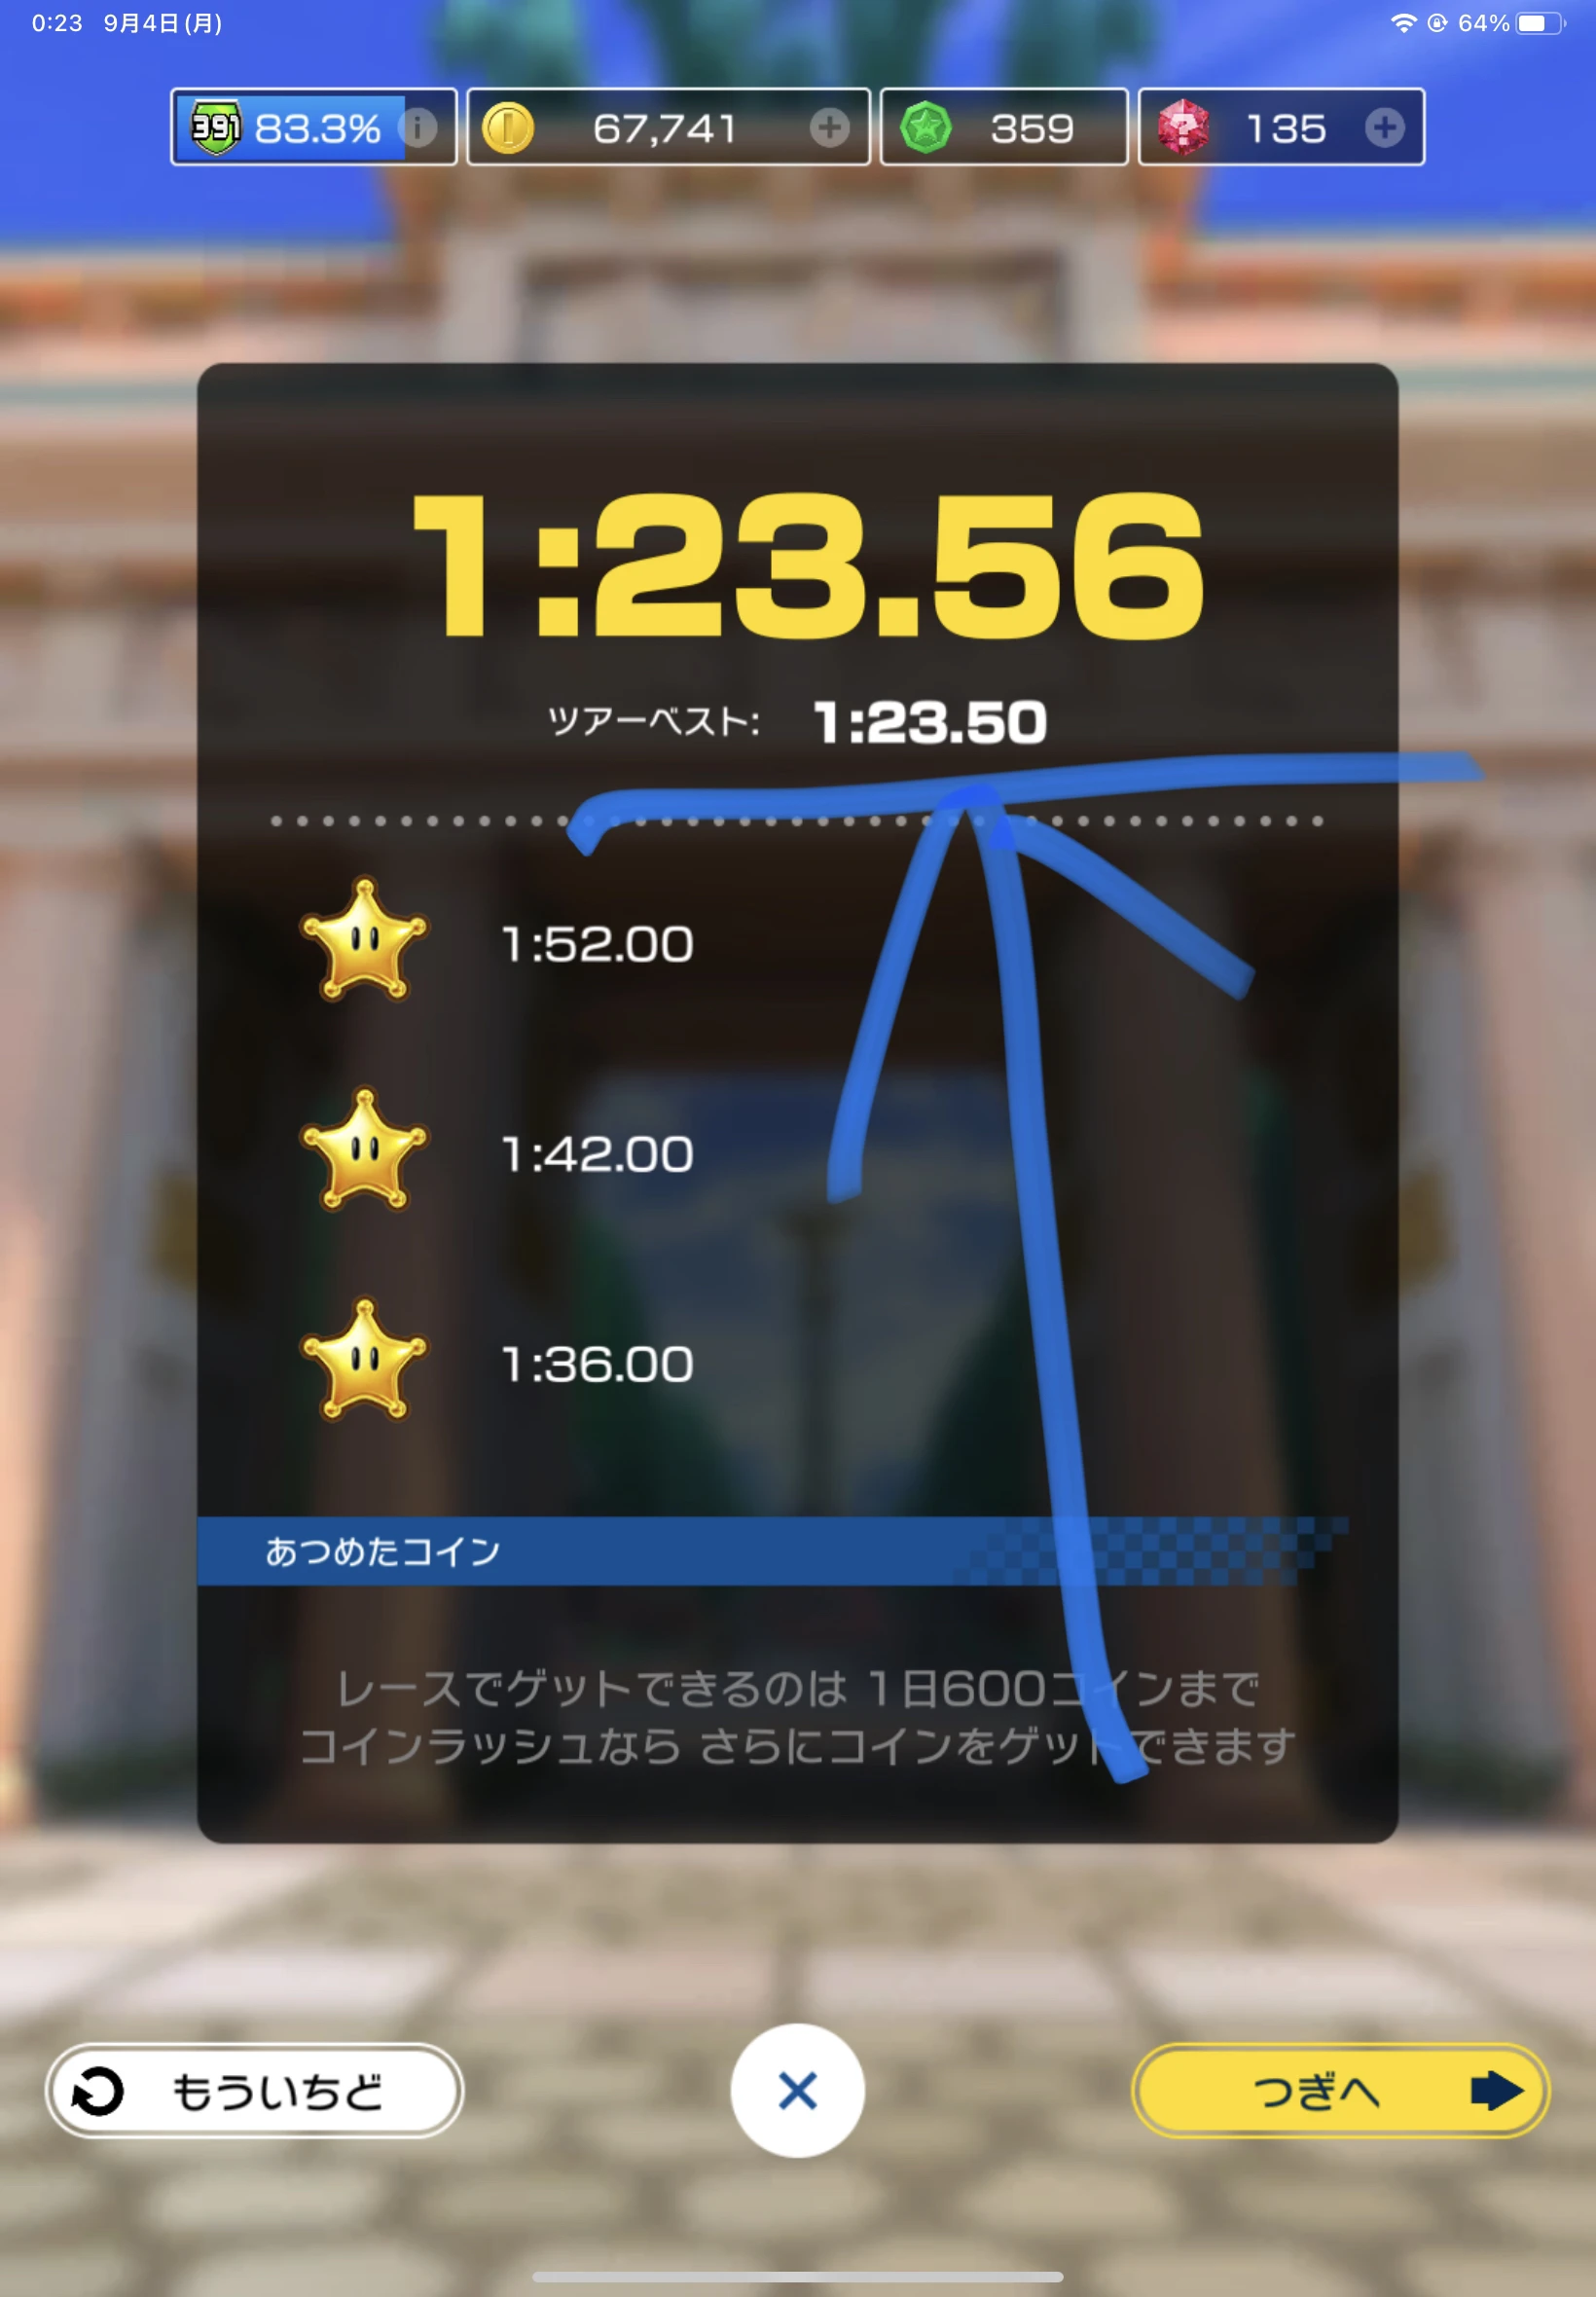 0:23 9月4日(月)
64%
391 83.3% i 67,741 + 359 ? 135 +
1:23.56
ツアーベスト: 1:23.50
1:52.00
1:42.00
1:36.00
あつめたコイン
レースでゲットできるのは 1日600コインまで
コインラッシュなら さらにコインをゲットできます
もういちど
つぎへ